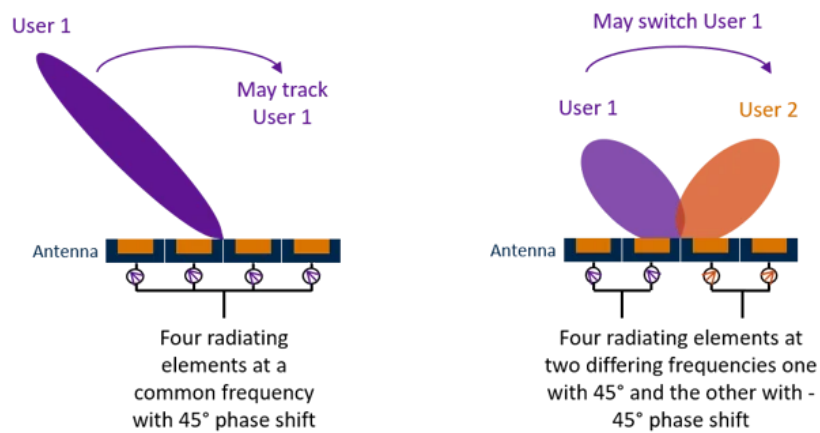 User 1
May track
User 1
Antenna
Four radiating
elements at a
common frequency
with 45° phase shift
May switch User 1
User 1
User 2
Antenna
Four radiating elements at
two differing frequencies one
with 45° and the other with -
45° phase shift